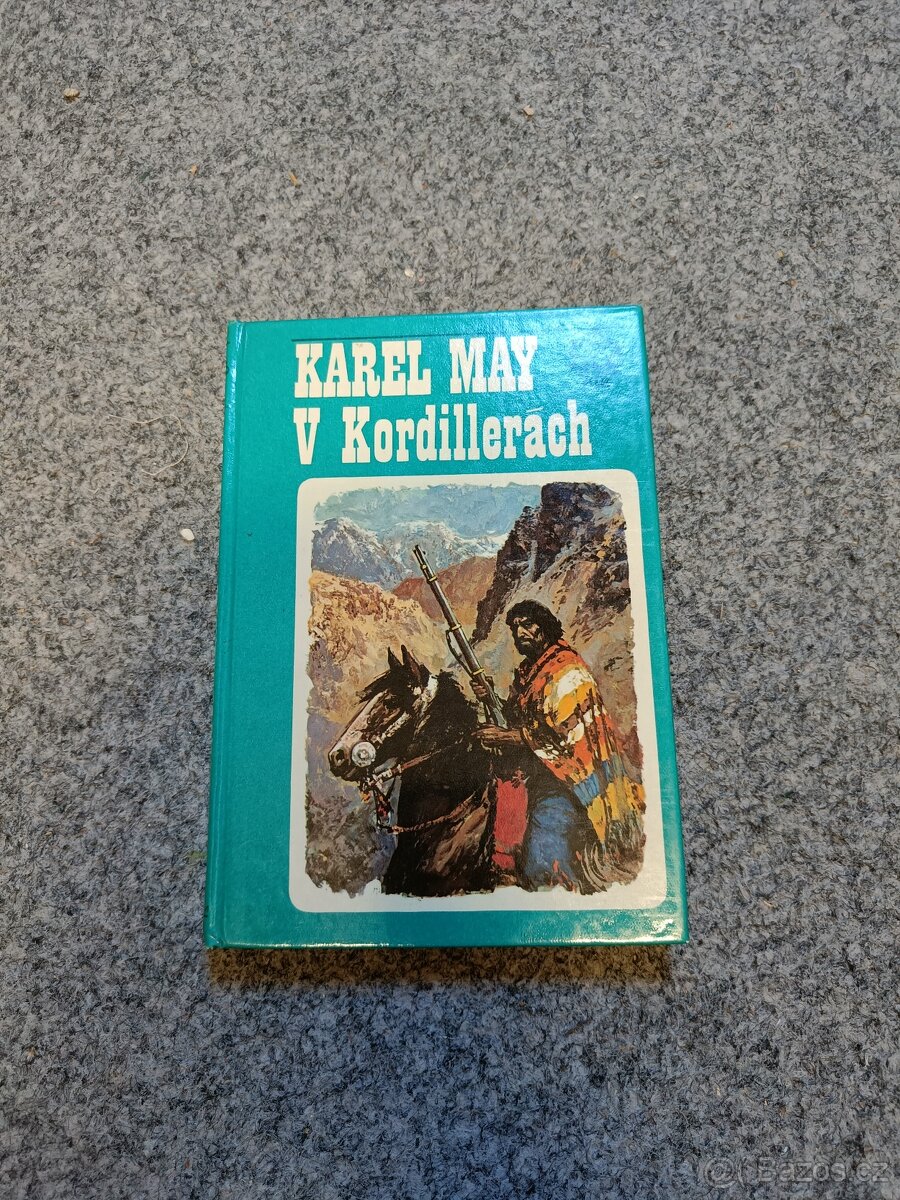 KAREL MAY
V Kordillerách
Bazos.cz